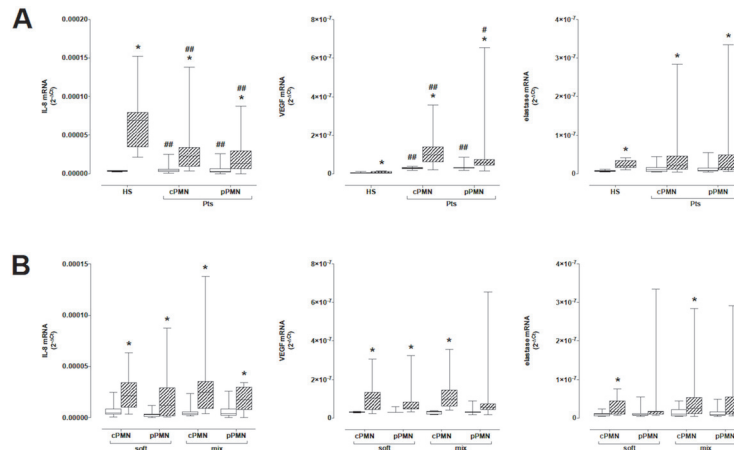 A
0.00020
0.00015
0.00010
0.00005
0.00000
IL-8 mRNA
(2^-ΔCt)
*
##
##
*
##
##
*
HS
cPMN
pPMN
Pts
8×10⁻⁷
6×10⁻⁷
4×10⁻⁷
2×10⁻⁷
0
VEGF mRNA
(2^-ΔCt)
*
##
##
*
##
#
*
HS
cPMN
pPMN
Pts
4×10⁻⁷
3×10⁻⁷
2×10⁻⁷
1×10⁻⁷
0
elastase mRNA
(2^-ΔCt)
*
*
*
HS
cPMN
pPMN
Pts
B
0.00015
0.00010
0.00005
0.00000
IL-8 mRNA
(2^-ΔCt)
*
*
*
*
cPMN
pPMN
cPMN
pPMN
soft
mix
8×10⁻⁷
6×10⁻⁷
4×10⁻⁷
2×10⁻⁷
0
VEGF mRNA
(2^-ΔCt)
*
*
*
cPMN
pPMN
cPMN
pPMN
soft
mix
4×10⁻⁷
3×10⁻⁷
2×10⁻⁷
1×10⁻⁷
0
elastase mRNA
(2^-ΔCt)
*
*
cPMN
pPMN
cPMN
pPMN
soft
mix